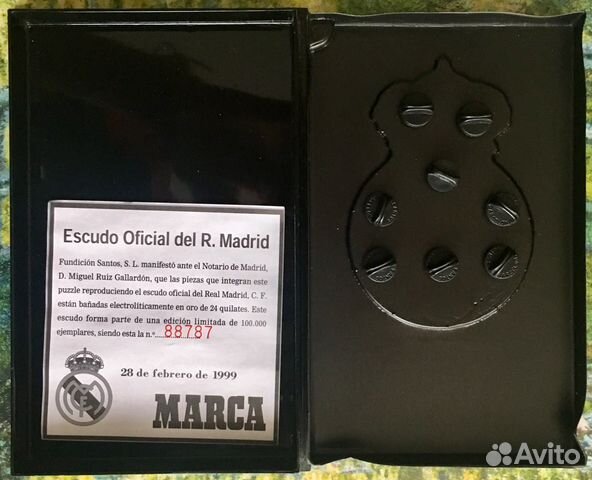 Escudo Oficial del R. Madrid
Fundición Santos, S. L. manifestó ante el Notario de Madrid,
D. Miguel Ruiz Gallardón, que las piezas que integran este
puzzle reproduciendo el escudo oficial del Real Madrid, C. F.
están bañadas electrolíticamente en oro de 24 quilates. Este
escudo forma parte de una edición limitada de 100.000
ejemplares, siendo esta la n.º 88787
28 de febrero de 1999
MARCA
Avito